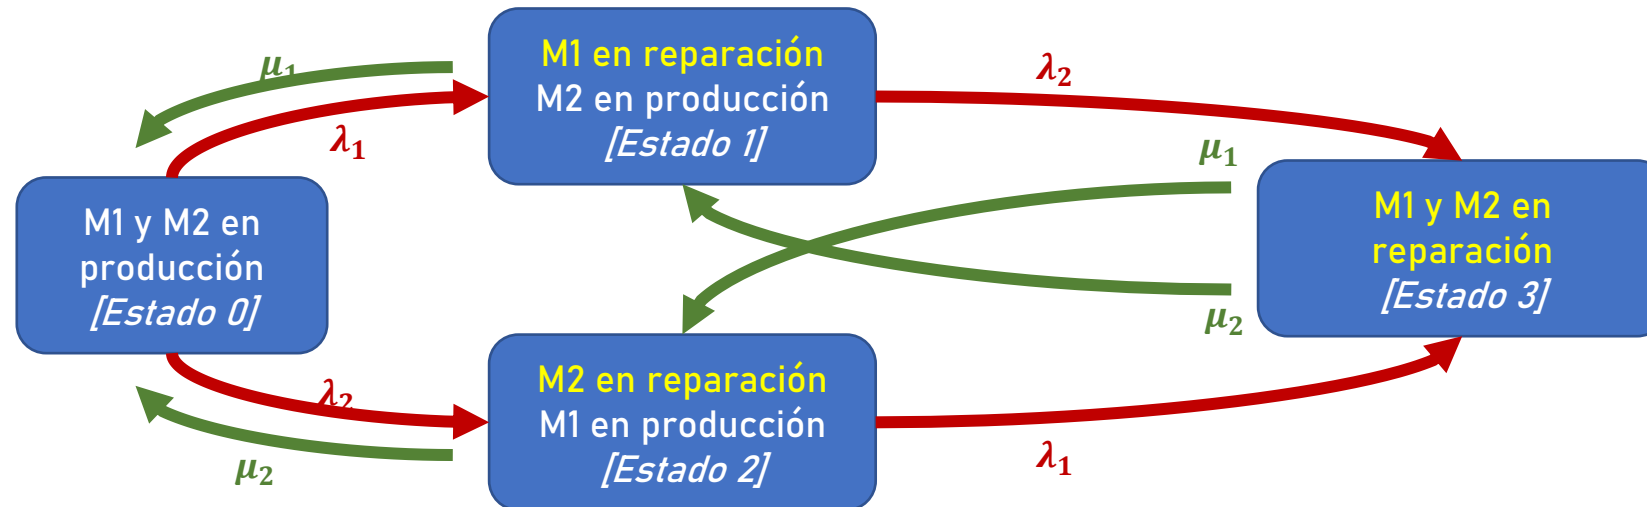 μ₁
λ₁
M1 en reparación
M2 en producción
[Estado 1]
λ₂
μ₁
M1 y M2 en
producción
[Estado 0]
M1 y M2 en
reparación
[Estado 3]
μ₂
λ₂
μ₂
M2 en reparación
M1 en producción
[Estado 2]
λ₁